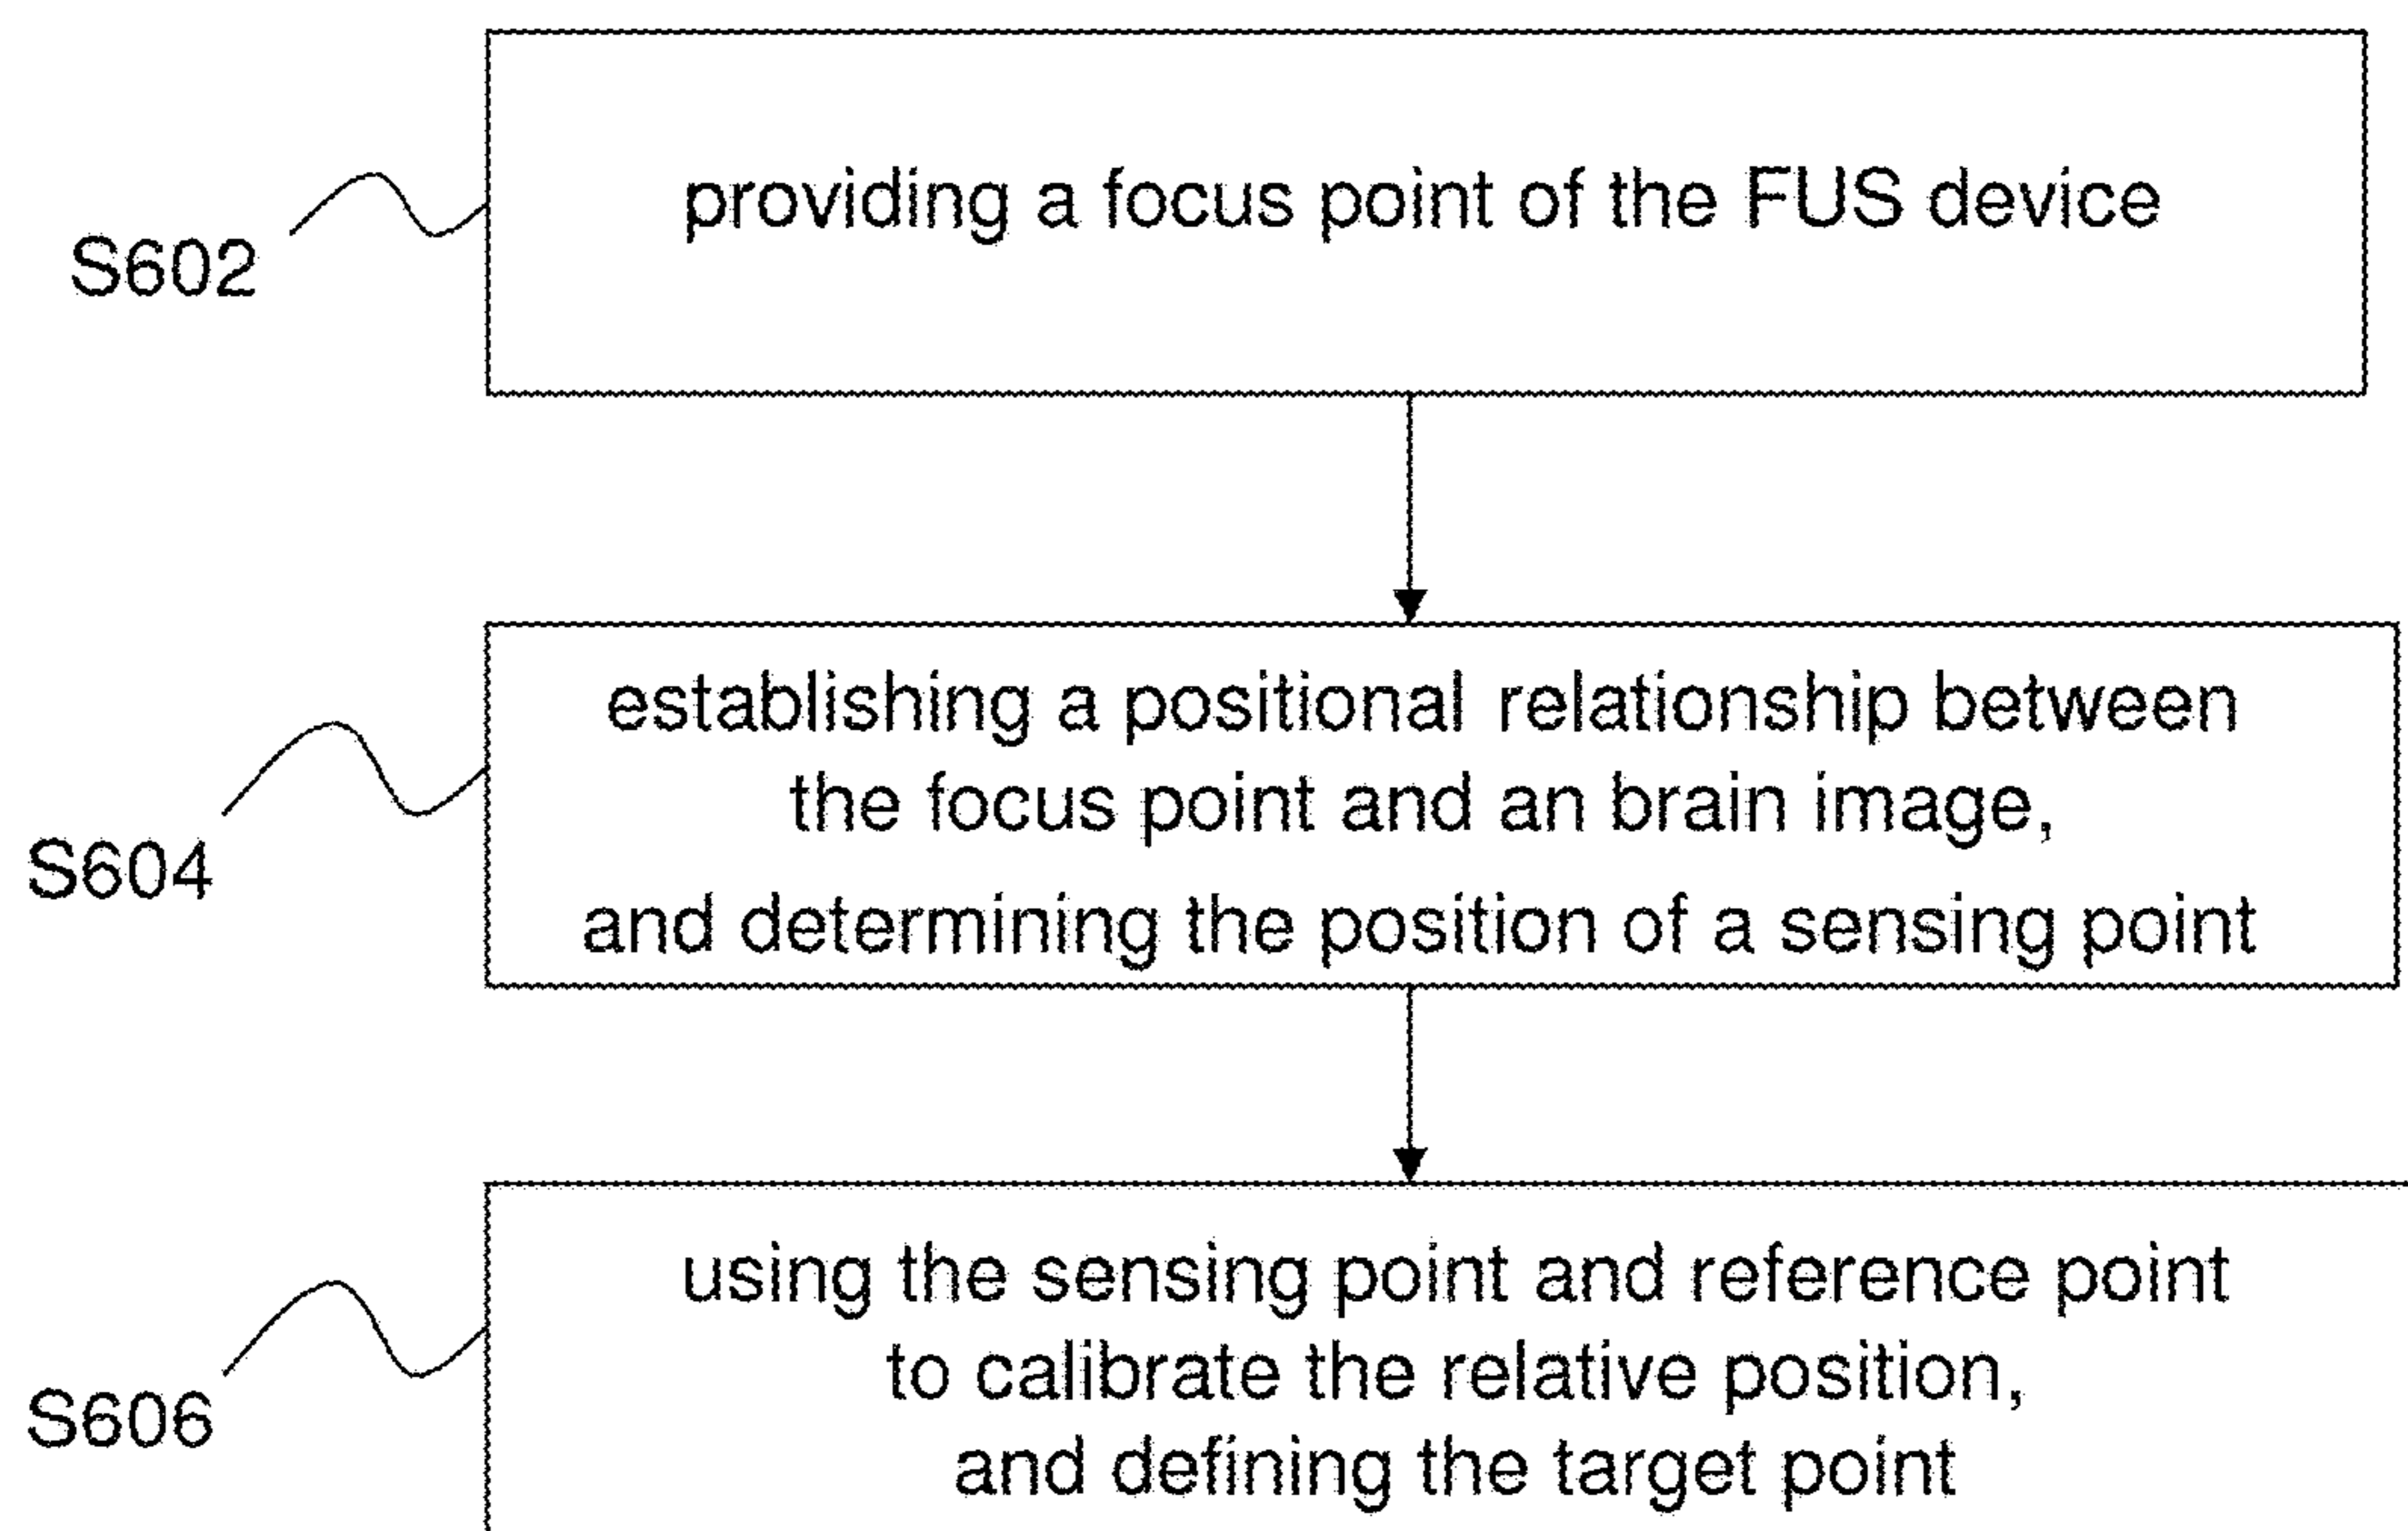 providing a focus point of the FUS device
S602
establishing a positional relationship between
the focus point and an brain image,
and determining the position of a sensing point
S604
using the sensing point and reference point
to calibrate the relative position,
and defining the target point
S606